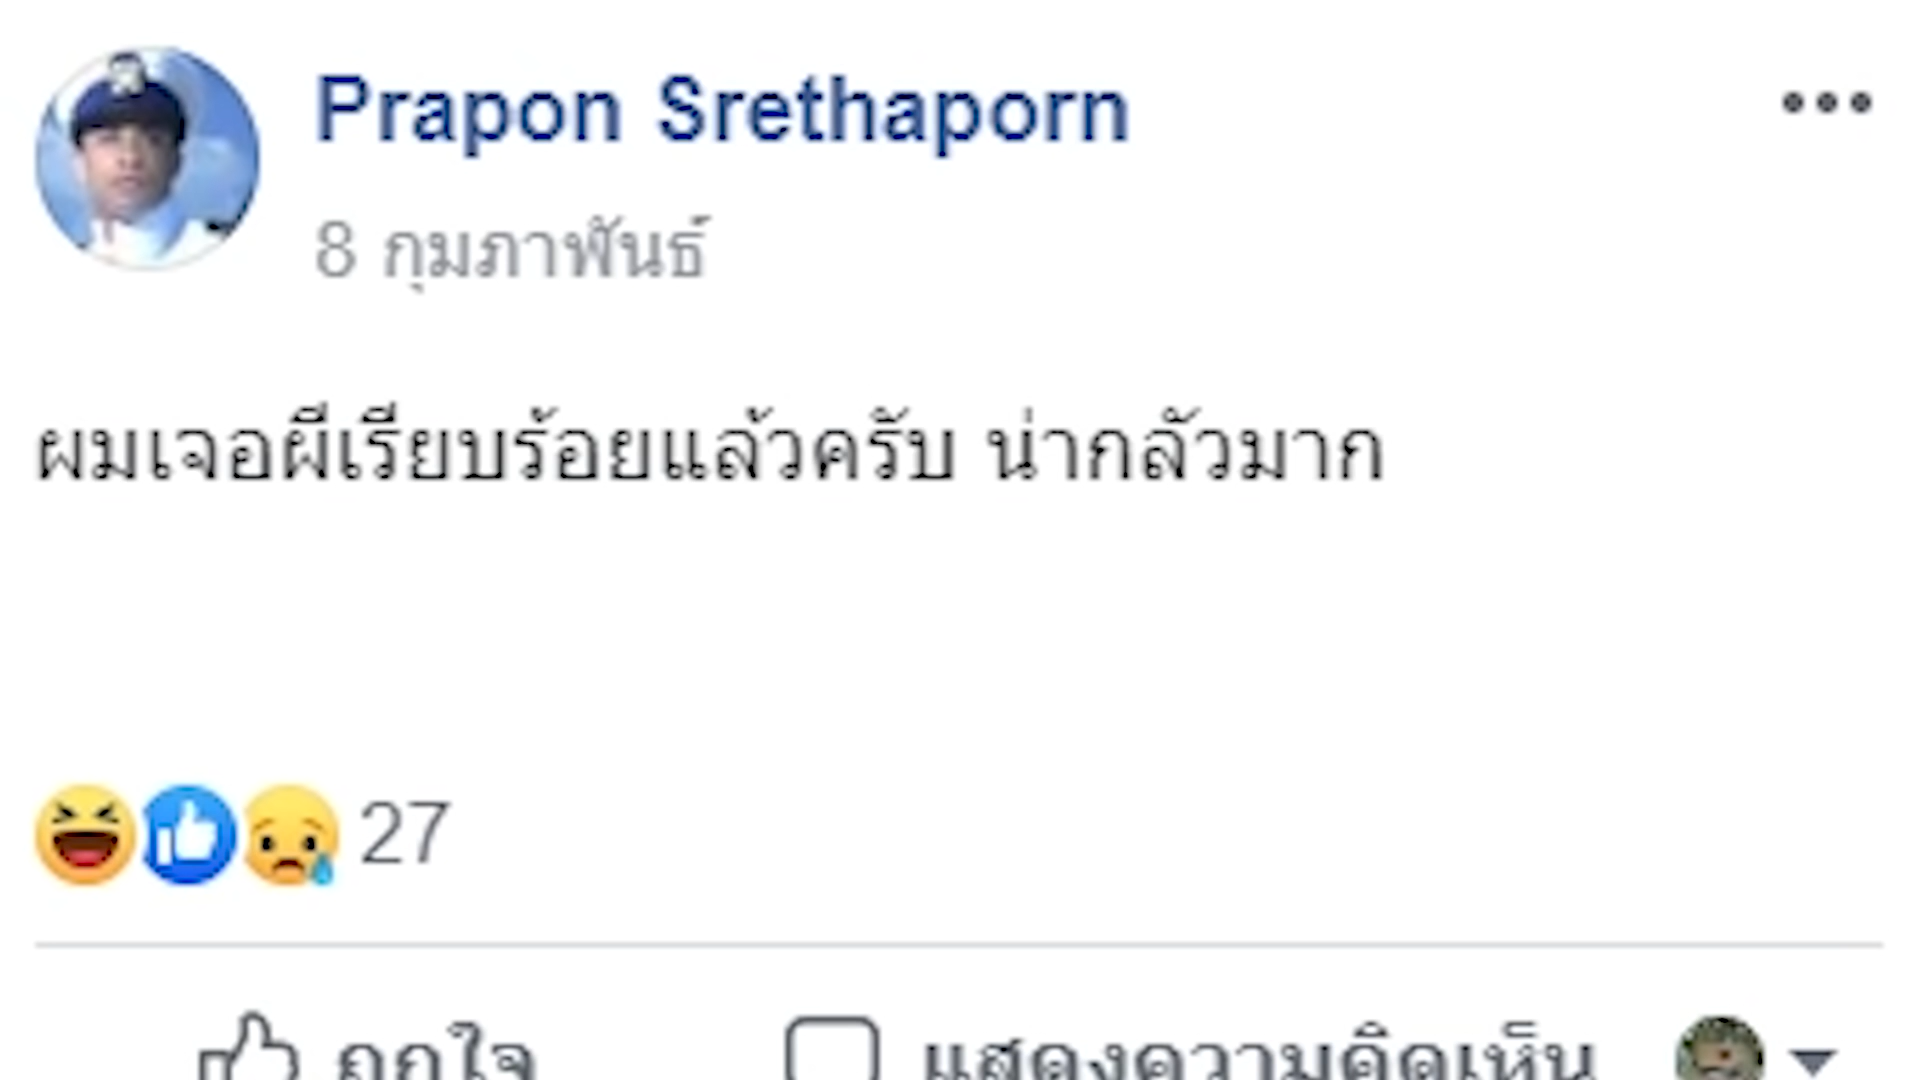 Prapon Srethaporn
8 กุมภาพันธ์
ผมเจอผีเรียบร้อยแล้วครับ น่ากลัวมาก
27
ถูกใจ
แสดงความคิดเห็น